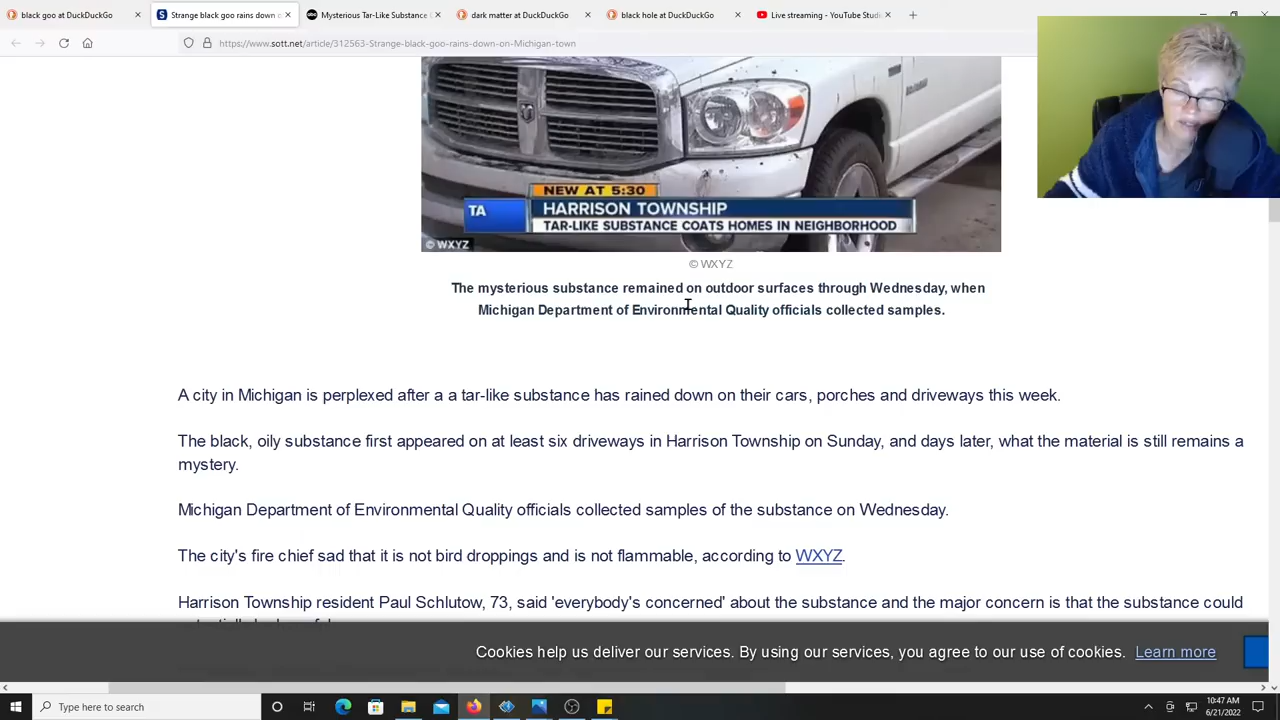 black goo at DuckDuckGo
Strange black goo rains down o
Mysterious Tar-Like Substance
dark matter at DuckDuckGo
black hole at DuckDuckGo
Live streaming - YouTube Studi
https://www.sott.net/article/312563-Strange-black-goo-rains-down-on-Michigan-town
NEW AT 5:30
TA
HARRISON TOWNSHIP
TAR-LIKE SUBSTANCE COATS HOMES IN NEIGHBORHOOD
© WXYZ
© WXYZ
The mysterious substance remained on outdoor surfaces through Wednesday, when
Michigan Department of Environmental Quality officials collected samples.
A city in Michigan is perplexed after a a tar-like substance has rained down on their cars, porches and driveways this week.
The black, oily substance first appeared on at least six driveways in Harrison Township on Sunday, and days later, what the material is still remains a
mystery.
Michigan Department of Environmental Quality officials collected samples of the substance on Wednesday.
The city's fire chief sad that it is not bird droppings and is not flammable, according to WXYZ.
Harrison Township resident Paul Schlutow, 73, said 'everybody's concerned' about the substance and the major concern is that the substance could
Cookies help us deliver our services. By using our services, you agree to our use of cookies. Learn more
Type here to search
10:47 AM
6/21/2022